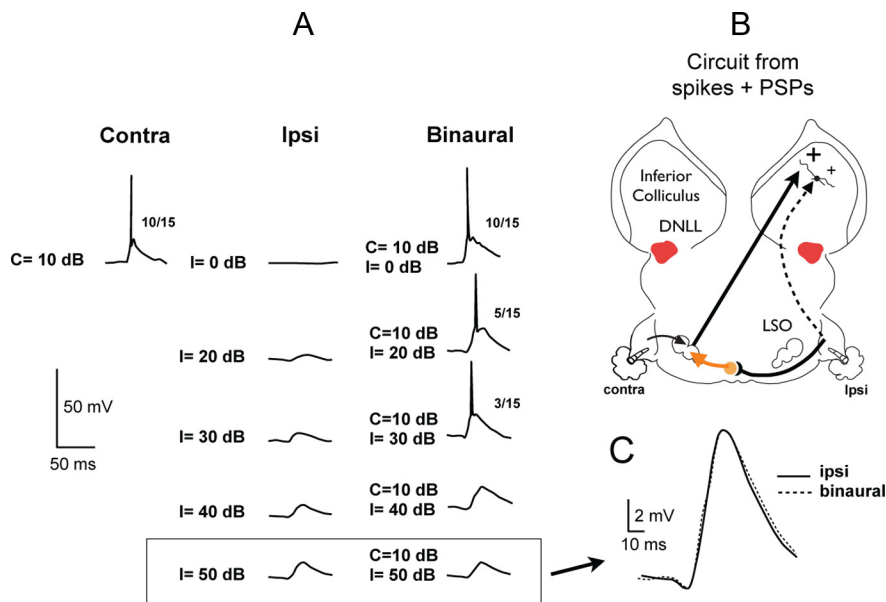 A
B
Circuit from
spikes + PSPs
Contra
Ipsi
Binaural
Inferior
Colliculus
DNLL
+
+
10/15
10/15
C= 10 dB
I= 0 dB
C= 10 dB
I= 0 dB
5/15
LSO
I= 20 dB
C=10 dB
I= 20 dB
contra
Ipsi
3/15
50 mV
50 ms
I= 30 dB
C=10 dB
I= 30 dB
C
ipsi
binaural
2 mV
10 ms
I= 40 dB
C=10 dB
I= 40 dB
I= 50 dB
C=10 dB
I= 50 dB